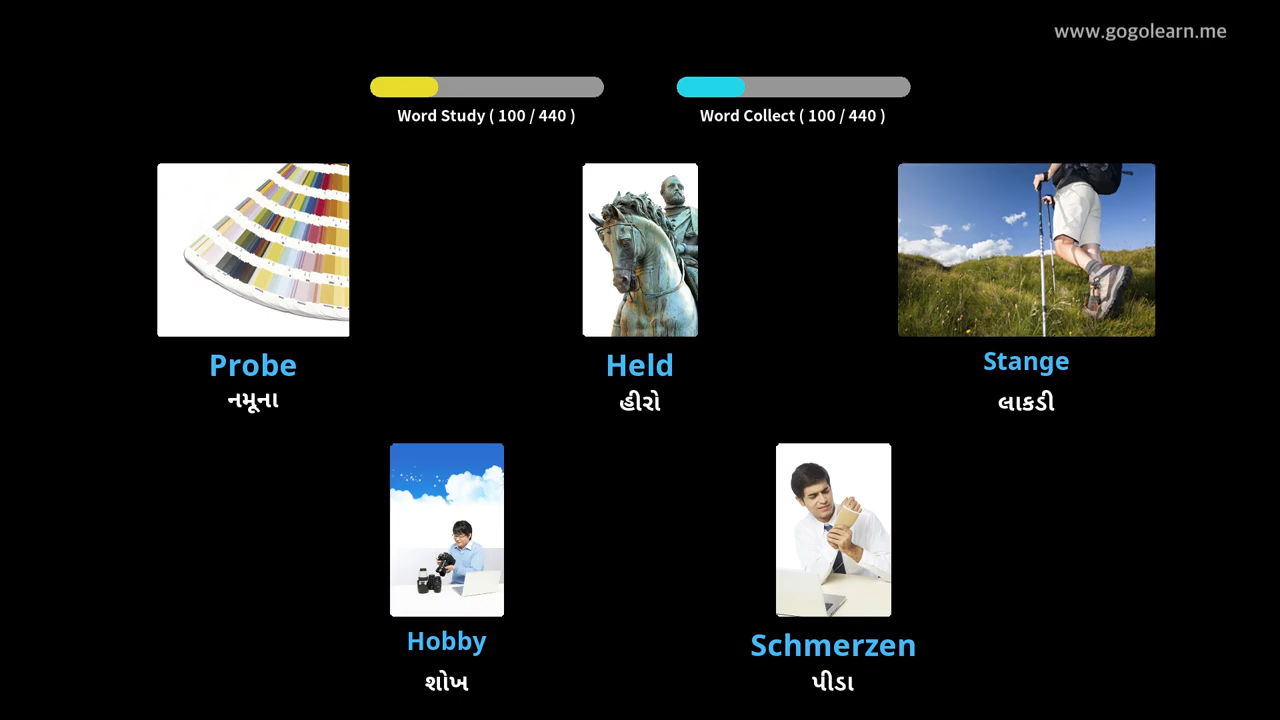 www.gogolearn.me
Word Study ( 100 / 440 )
Word Collect ( 100 / 440 )
Probe
નમૂના
Held
હીરો
Stange
લાકડી
Hobby
શોખ
Schmerzen
પીડા